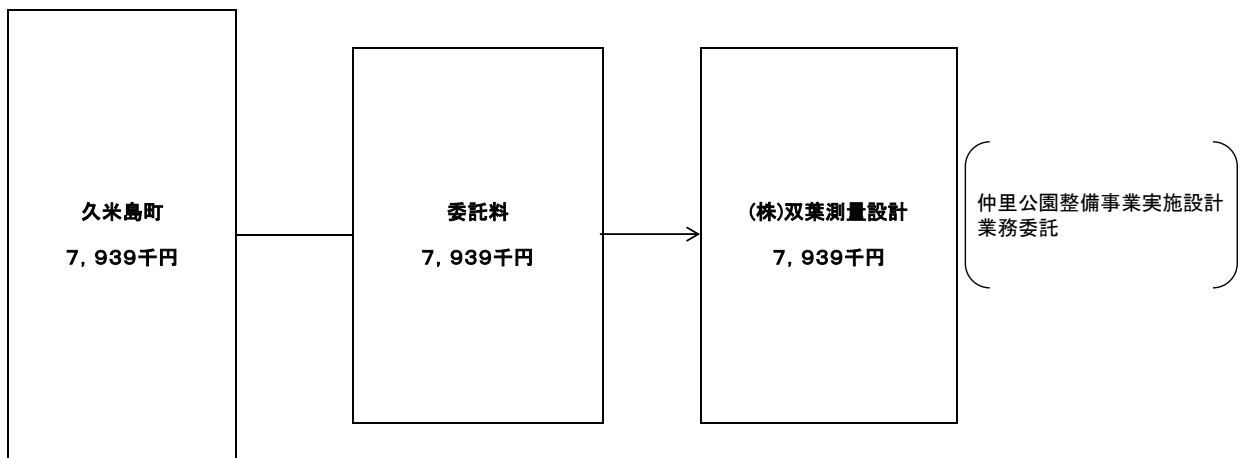 久米島町
7，939千円
委託料
7，939千円
(株)双葉測量設計
7，939千円
仲里公園整備事業実施設計
業務委託